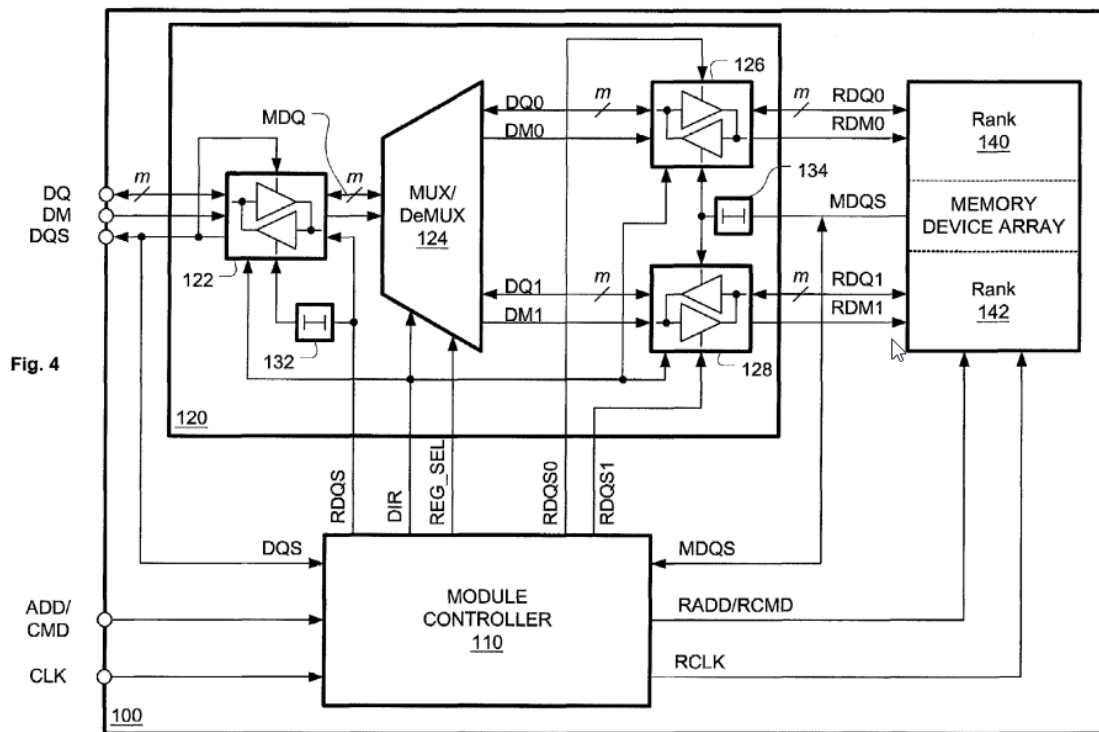 126
m
DQ0
m
RDQ0
MDQ
DM0
RDM0
Rank
140
134
DQ
m
m
MUX/
DeMUX
124
MDQS
MEMORY
DEVICE ARRAY
DM
DQS
122
DQ1
m
m
RDQ1
Rank
142
DM1
RDM1
132
128
Fig. 4
120
RDQS
DIR
REG_SEL
RDQS0
RDQS1
DQS
MDQS
MODULE
CONTROLLER
110
ADD/
CMD
RADD/RCMD
CLK
RCLK
100